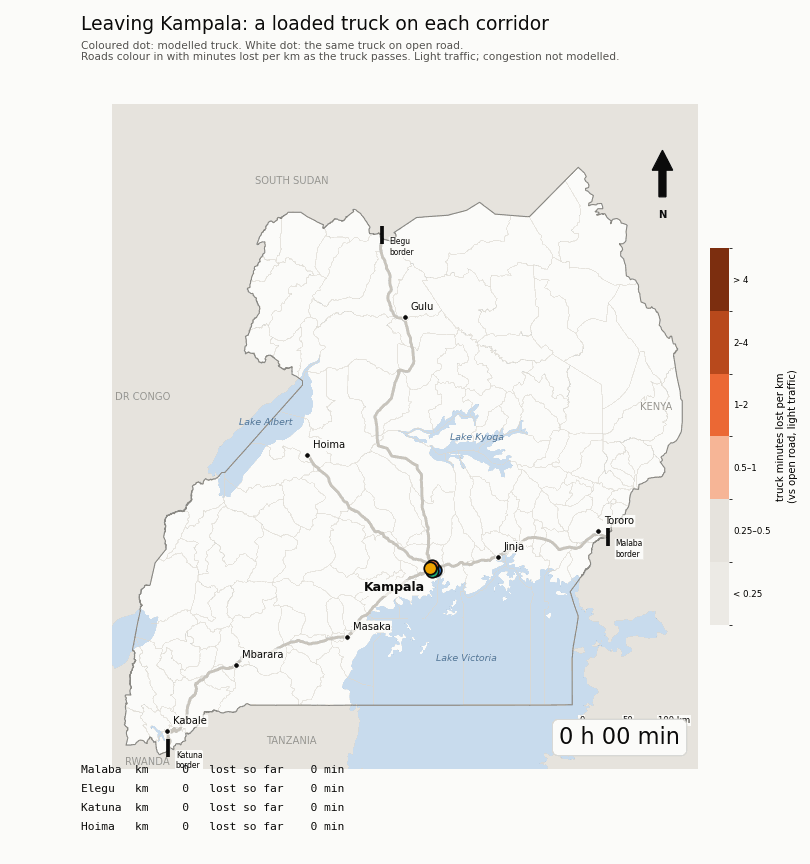 Leaving Kampala: a loaded truck on each corridor
Coloured dot: modelled truck. White dot: the same truck on open road.
Roads colour in with minutes lost per km as the truck passes. Light traffic; congestion not modelled.
SOUTH SUDAN
N
Elegu
border
Gulu
> 4
2–4
1–2
0.5–1
0.25–0.5
< 0.25
truck minutes lost per km
(vs open road, light traffic)
DR CONGO
KENYA
Lake Albert
Lake Kyoga
Hoima
Tororo
Malaba
border
Jinja
Kampala
Masaka
Mbarara
Lake Victoria
Kabale
Katuna
border
TANZANIA
RWANDA
0 50 100 km
0 h 00 min
Malaba km 0 lost so far 0 min
Elegu km 0 lost so far 0 min
Katuna km 0 lost so far 0 min
Hoima km 0 lost so far 0 min